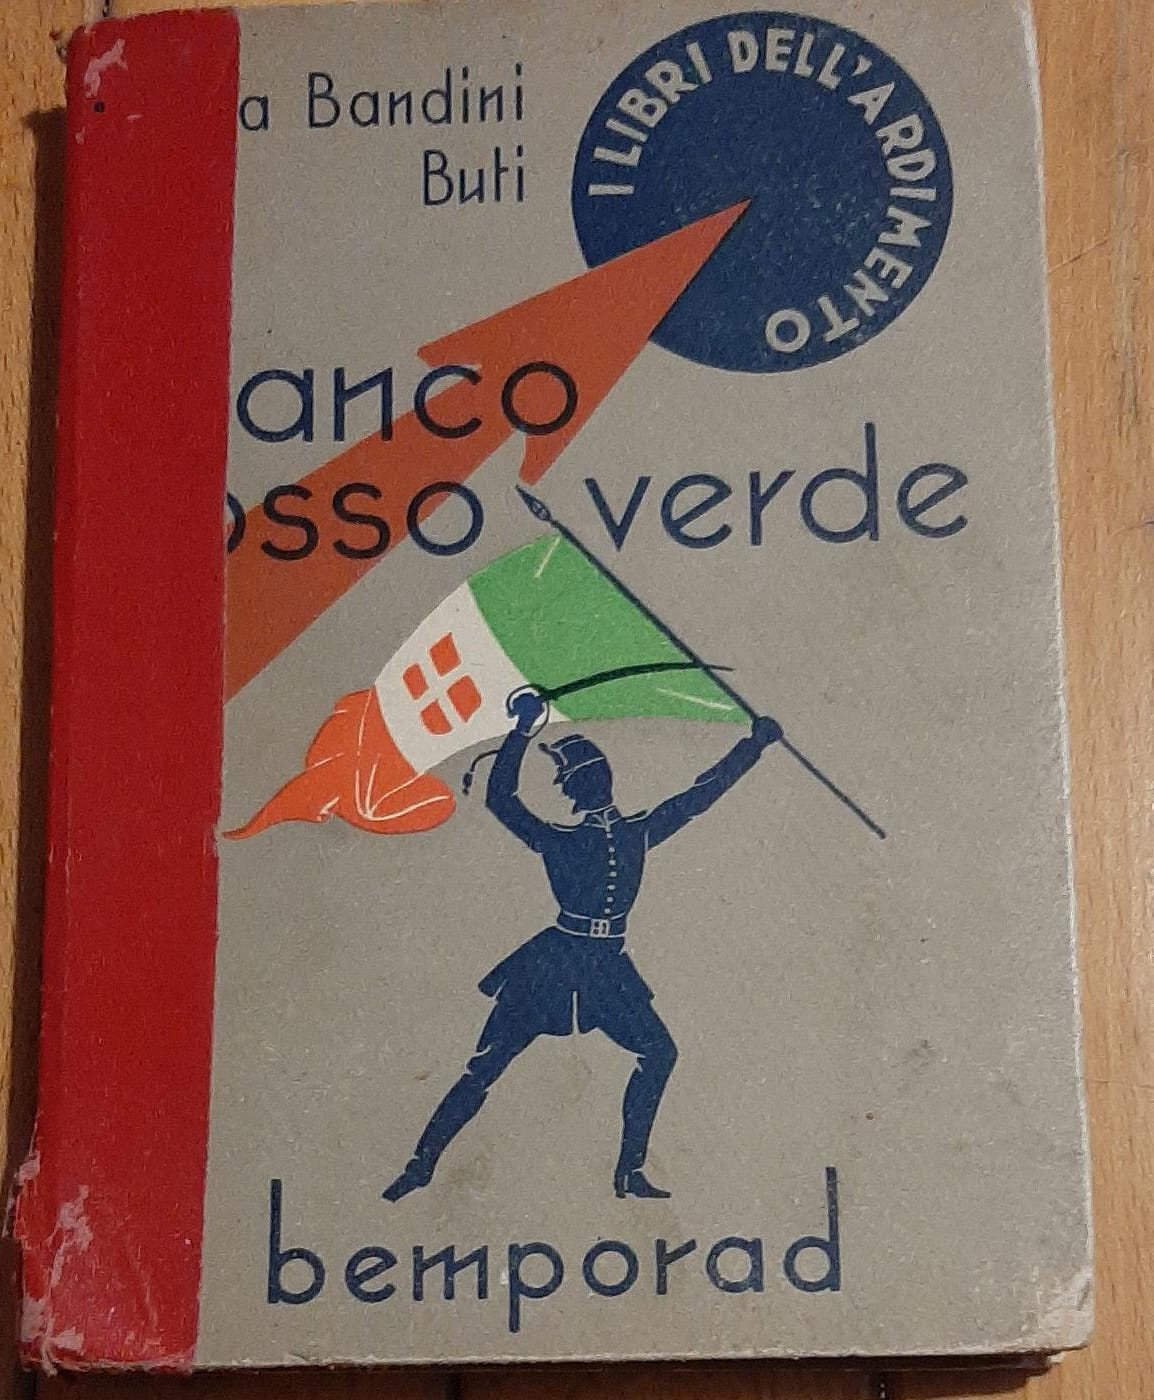 a Bandini
Buti
I LIBRI DELL'ARDIMENTO
anco
osso verde
bemporad